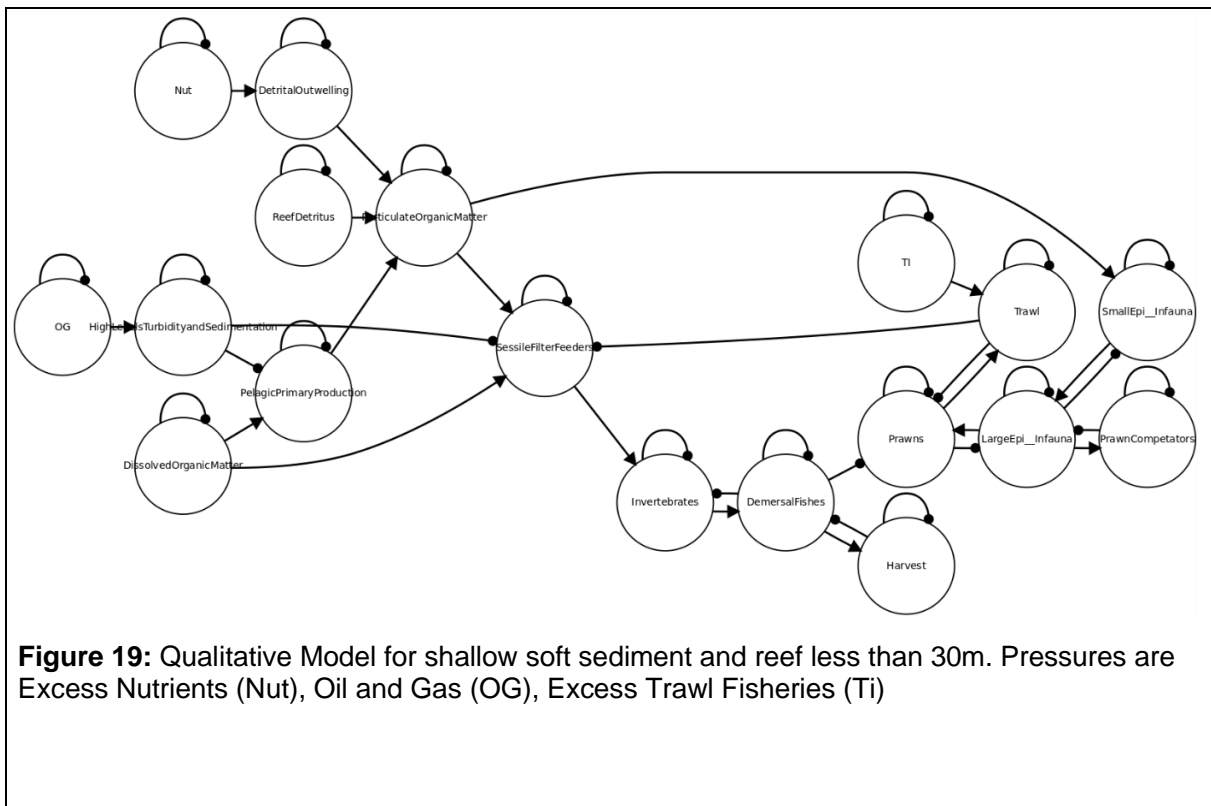 Nut
DetritalOutwelling
ReefDetritus
ParticulateOrganicMatter
TI
Trawl
SmallEpi__Infauna
OG
HighLevelsTurbidityandSedimentation
SessileFilterFeeders
PelagicPrimaryProduction
Prawns
LargeEpi__Infauna
PrawnCompetators
DissolvedOrganicMatter
Invertebrates
DemersalFishes
Harvest
Figure 19: Qualitative Model for shallow soft sediment and reef less than 30m. Pressures are
Excess Nutrients (Nut), Oil and Gas (OG), Excess Trawl Fisheries (Ti)